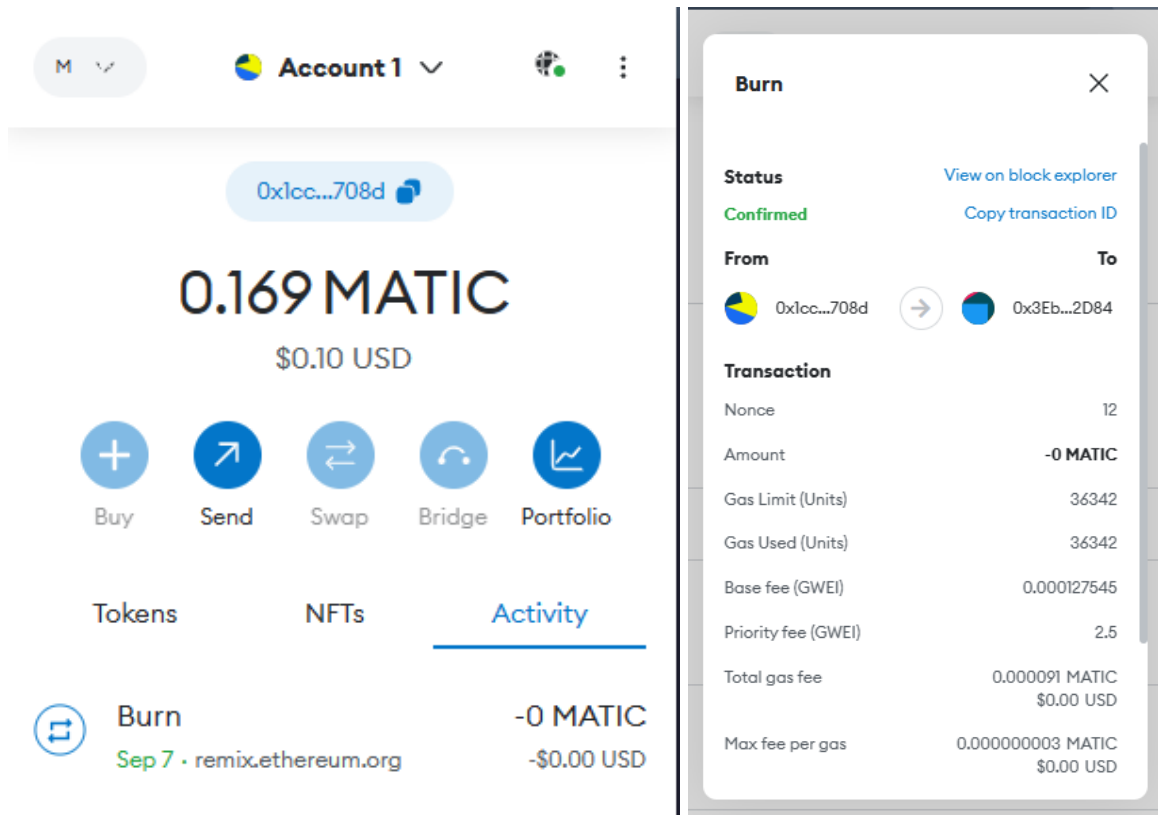 M
Account 1
0x1cc...708d
0.169 MATIC
$0.10 USD
Buy
Send
Swap
Bridge
Portfolio
Tokens
NFTs
Activity
Burn
-0 MATIC
Sep 7 · remix.ethereum.org
-$0.00 USD
Burn
Status
View on block explorer
Confirmed
Copy transaction ID
From
To
0x1cc...708d
0x3Eb...2D84
Transaction
Nonce
12
Amount
-0 MATIC
Gas Limit (Units)
36342
Gas Used (Units)
36342
Base fee (GWEI)
0.000127545
Priority fee (GWEI)
2.5
Total gas fee
0.000091 MATIC
$0.00 USD
Max fee per gas
0.000000003 MATIC
$0.00 USD